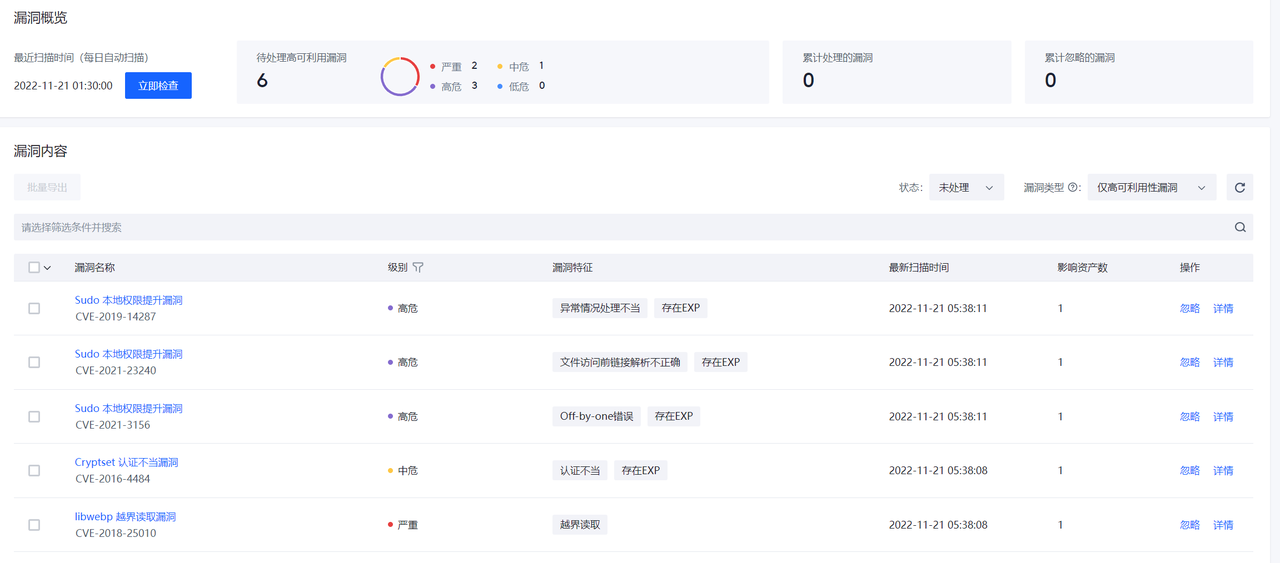 漏洞概览
最近扫描时间（每日自动扫描）
2022-11-21 01:30:00 立即检查
待处理高可利用漏洞
6
严重 2 中危 1
高危 3 低危 0
累计处理的漏洞
0
累计忽略的漏洞
0
漏洞内容
批量导出 状态: 未处理 漏洞类型 ?: 仅高可利用性漏洞
请选择筛选条件并搜索
漏洞名称 级别 漏洞特征 最新扫描时间 影响资产数 操作
Sudo 本地权限提升漏洞
CVE-2019-14287
高危 异常情况处理不当 存在EXP 2022-11-21 05:38:11 1 忽略 详情
Sudo 本地权限提升漏洞
CVE-2021-23240
高危 文件访问前链接解析不正确 存在EXP 2022-11-21 05:38:11 1 忽略 详情
Sudo 本地权限提升漏洞
CVE-2021-3156
高危 Off-by-one错误 存在EXP 2022-11-21 05:38:11 1 忽略 详情
Cryptset 认证不当漏洞
CVE-2016-4484
中危 认证不当 存在EXP 2022-11-21 05:38:08 1 忽略 详情
libwebp 越界读取漏洞
CVE-2018-25010
严重 越界读取 2022-11-21 05:38:08 1 忽略 详情